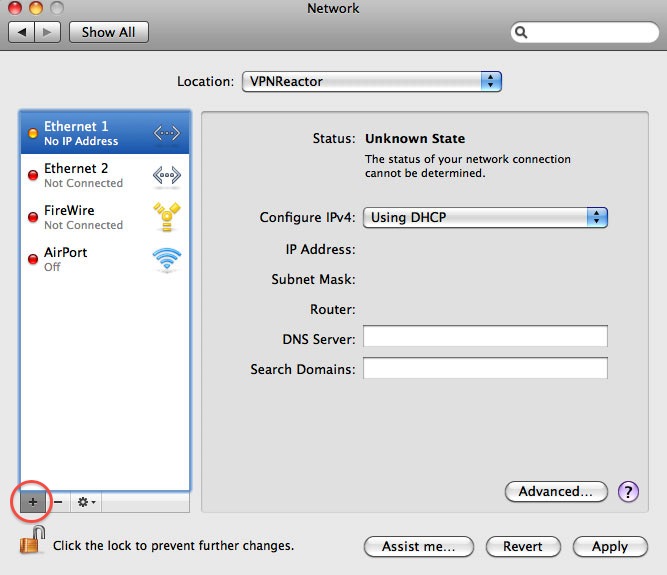 Network
Show All
Location: VPNReactor
Ethernet 1
No IP Address
Ethernet 2
Not Connected
FireWire
Not Connected
AirPort
Off
Status: Unknown State
The status of your network connection
cannot be determined.
Configure IPv4: Using DHCP
IP Address:
Subnet Mask:
Router:
DNS Server:
Search Domains:
+ −
Advanced... ?
Click the lock to prevent further changes.
Assist me... Revert Apply